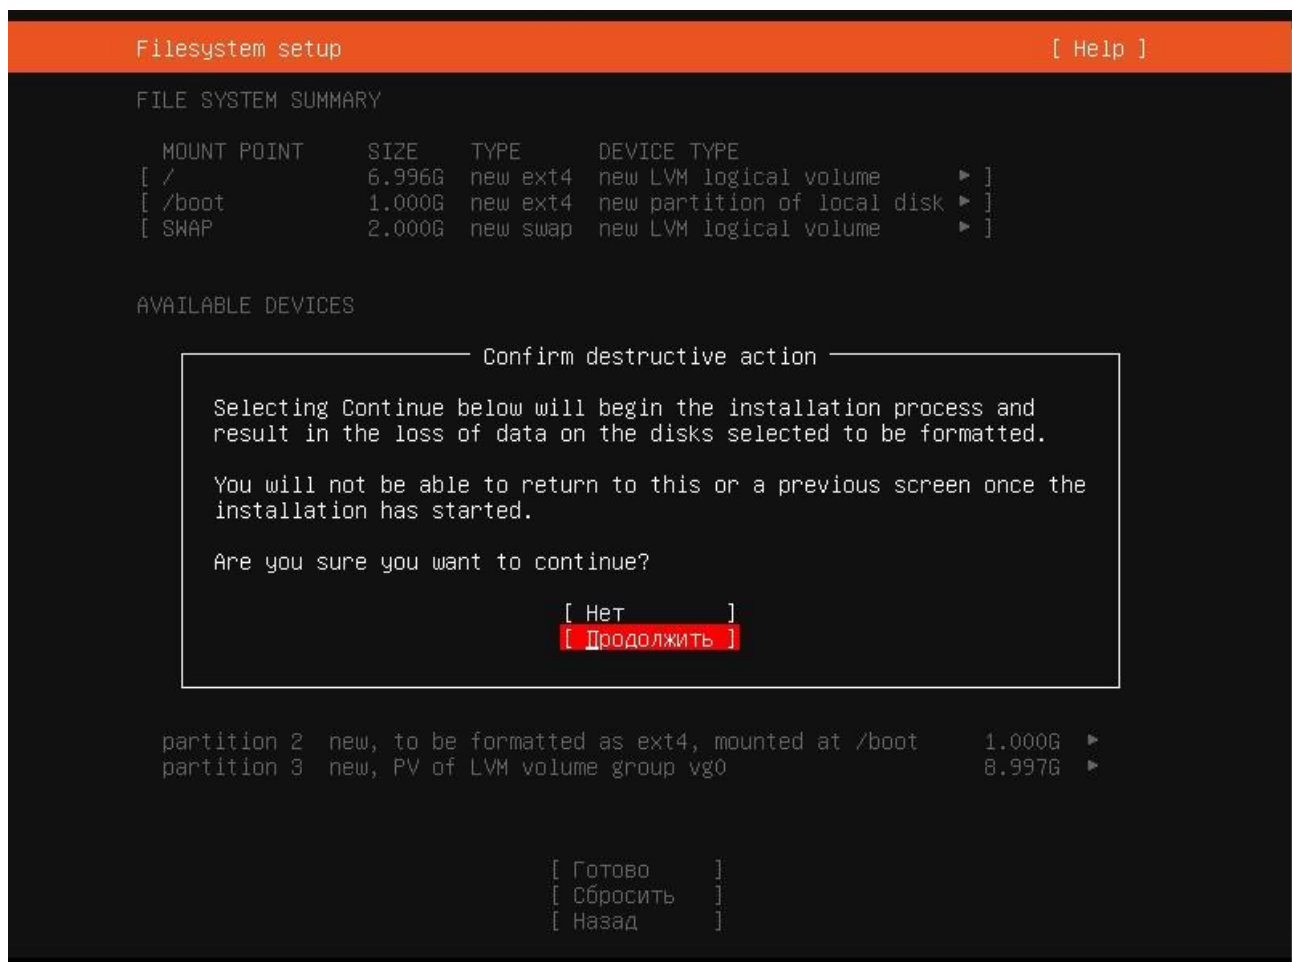 Filesystem setup [ Help ]
FILE SYSTEM SUMMARY
MOUNT POINT SIZE TYPE DEVICE TYPE
[ / 6.996G new ext4 new LVM logical volume ▸ ]
[ /boot 1.000G new ext4 new partition of local disk ▸ ]
[ SWAP 2.000G new swap new LVM logical volume ▸ ]
AVAILABLE DEVICES
Confirm destructive action
Selecting Continue below will begin the installation process and
result in the loss of data on the disks selected to be formatted.
You will not be able to return to this or a previous screen once the
installation has started.
Are you sure you want to continue?
[ Нет ]
[ Продолжить ]
partition 2 new, to be formatted as ext4, mounted at /boot 1.000G ▸
partition 3 new, PV of LVM volume group vg0 8.997G ▸
[ Готово ]
[ Сбросить ]
[ Назад ]